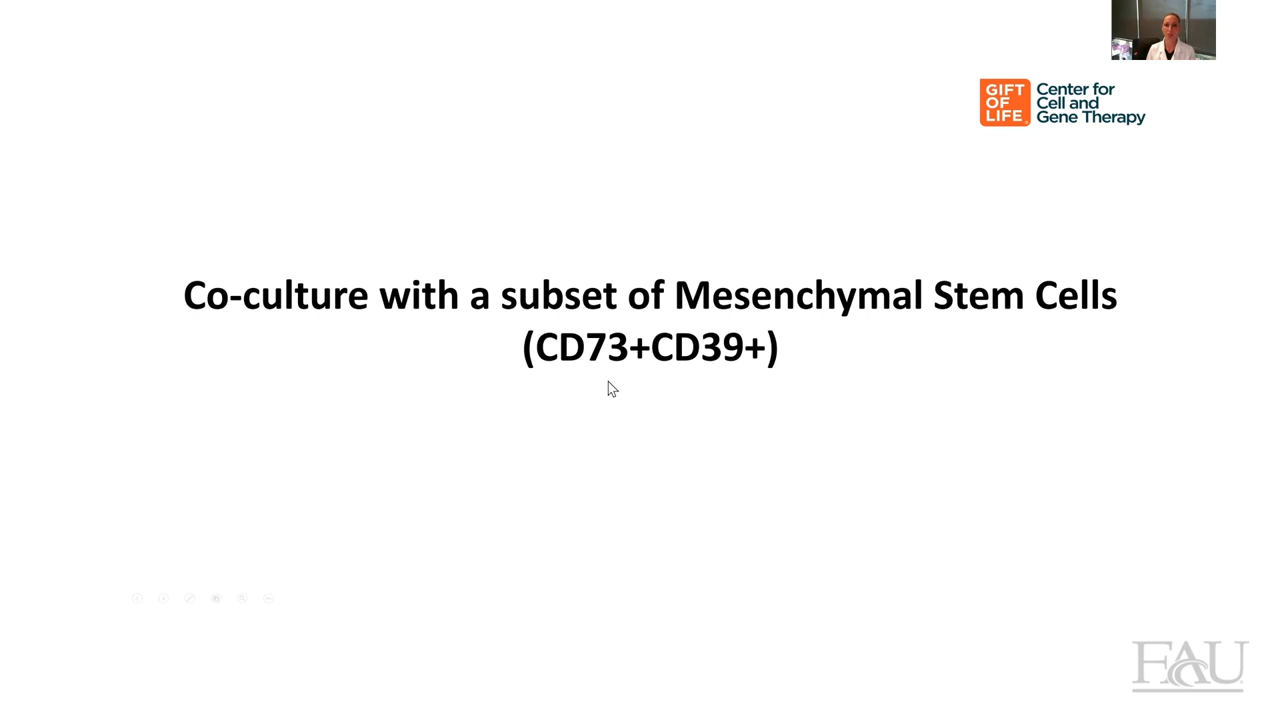 GIFT
OF
LIFE
Center for
Cell and
Gene Therapy
Co-culture with a subset of Mesenchymal Stem Cells
(CD73+CD39+)
FAU